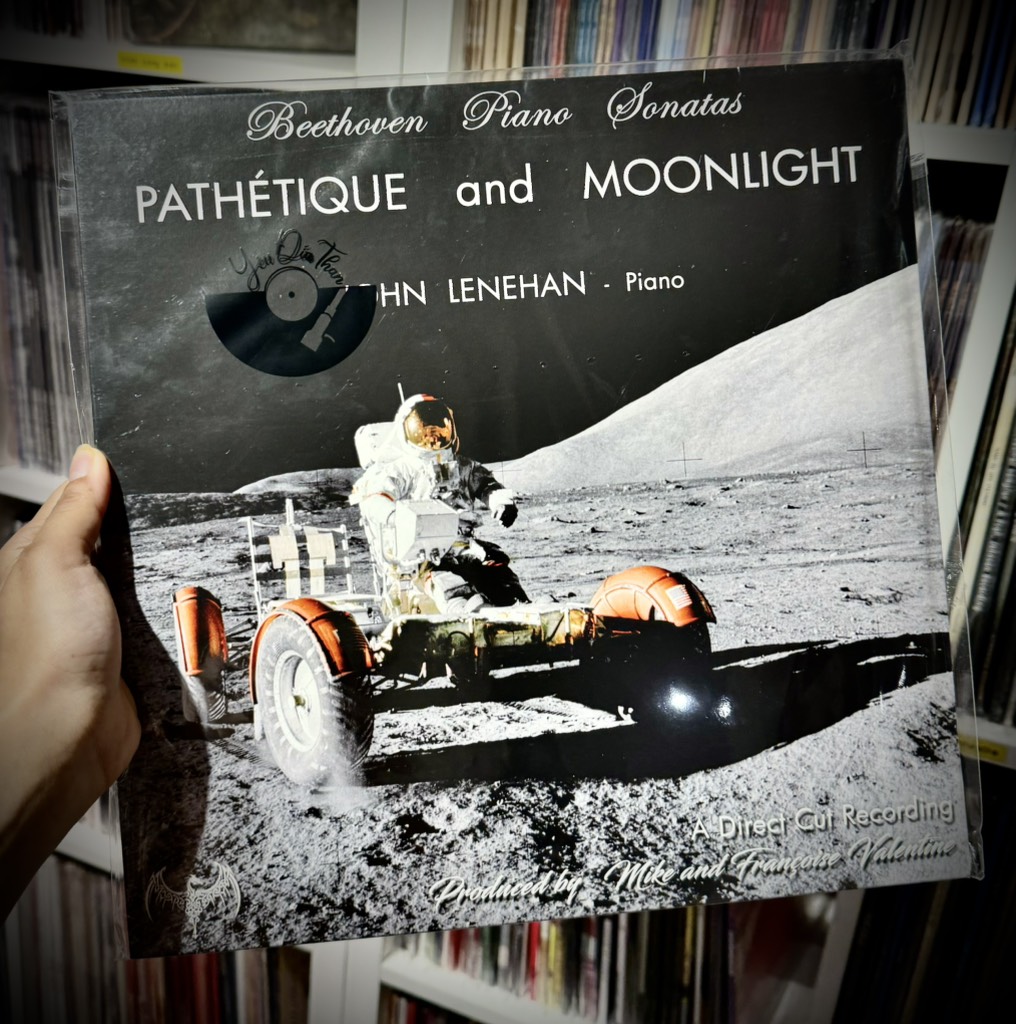 Beethoven Piano Sonatas
PATHÉTIQUE and MOONLIGHT
HN LENEHAN - Piano
A Direct Cut Recording
Produced by Mike and Françoise Valentine